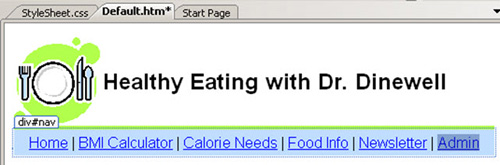 StyleSheet.css Default.htm* Start Page
Healthy Eating with Dr. Dinewell
div#nav
Home | BMI Calculator | Calorie Needs | Food Info | Newsletter | Admin